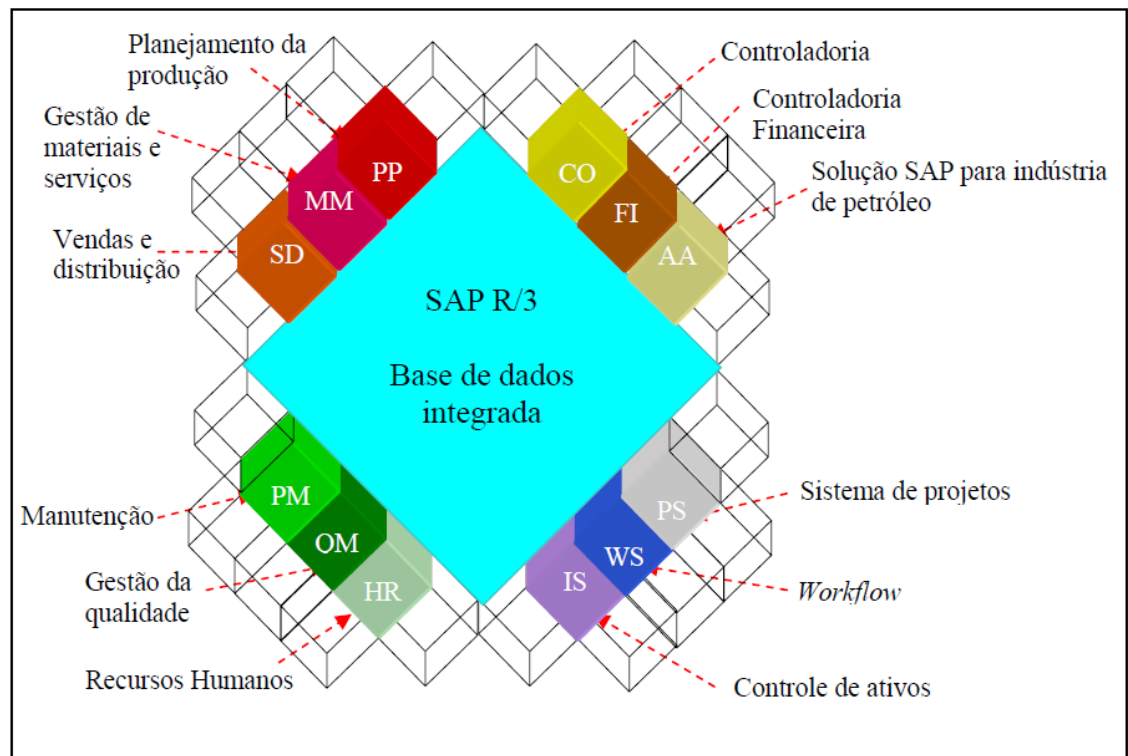 Planejamento da
produção
Gestão de
materiais e
serviços
Vendas e
distribuição
PP
MM
SD
Controladoria
Controladoria
Financeira
Solução SAP para indústria
de petróleo
CO
FI
AA
SAP R/3
Base de dados
integrada
PM
QM
HR
Manutenção
Gestão da
qualidade
Recursos Humanos
PS
WS
IS
Sistema de projetos
Workflow
Controle de ativos